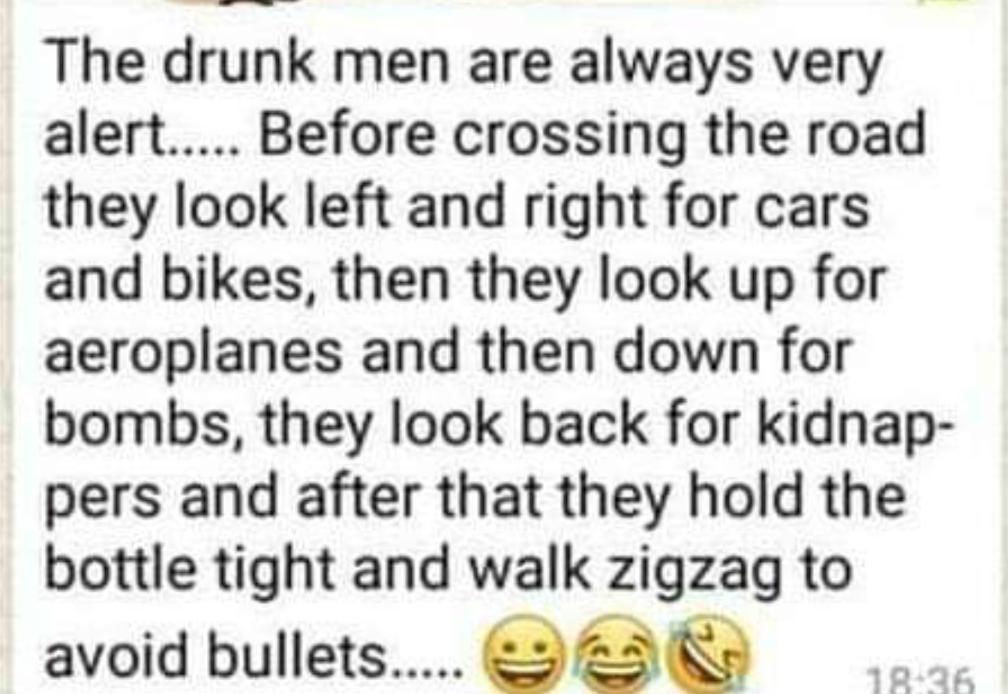 The drunk men are always very
alert..... Before crossing the road
they look left and right for cars
and bikes, then they look up for
aeroplanes and then down for
bombs, they look back for kidnap-
pers and after that they hold the
bottle tight and walk zigzag to
avoid bullets..... 😀😂🤣
18:36